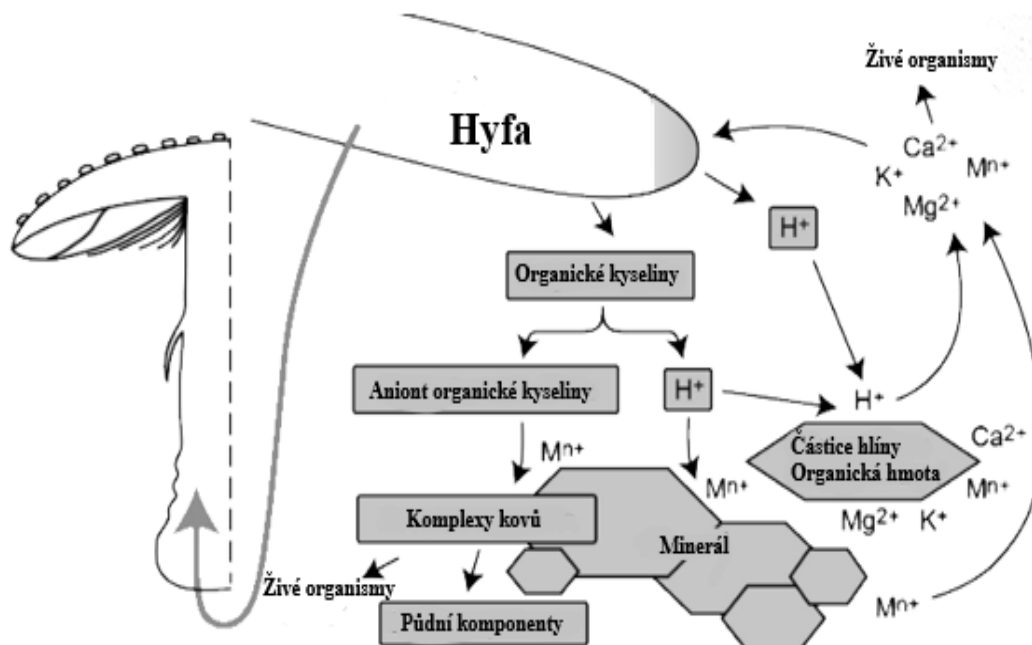 Živé organismy
Hyfa
Ca²⁺
K⁺
Mⁿ⁺
Mg²⁺
H⁺
Organické kyseliny
Aniont organické kyseliny
H⁺
H⁺
Částice hlíny
Organická hmota
Ca²⁺
Mⁿ⁺
Mg²⁺
K⁺
Mⁿ⁺
Mⁿ⁺
Komplexy kovů
Minerál
Živé organismy
Půdní komponenty
Mⁿ⁺